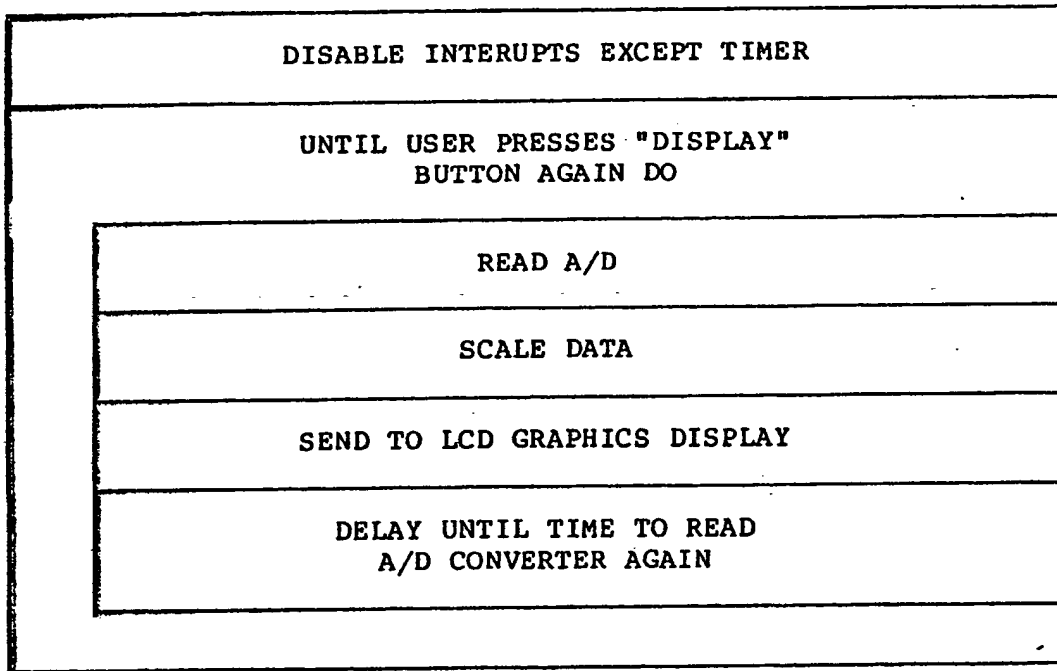 DISABLE INTERUPTS EXCEPT TIMER
UNTIL USER PRESSES "DISPLAY"
BUTTON AGAIN DO
READ A/D
SCALE DATA
SEND TO LCD GRAPHICS DISPLAY
DELAY UNTIL TIME TO READ
A/D CONVERTER AGAIN